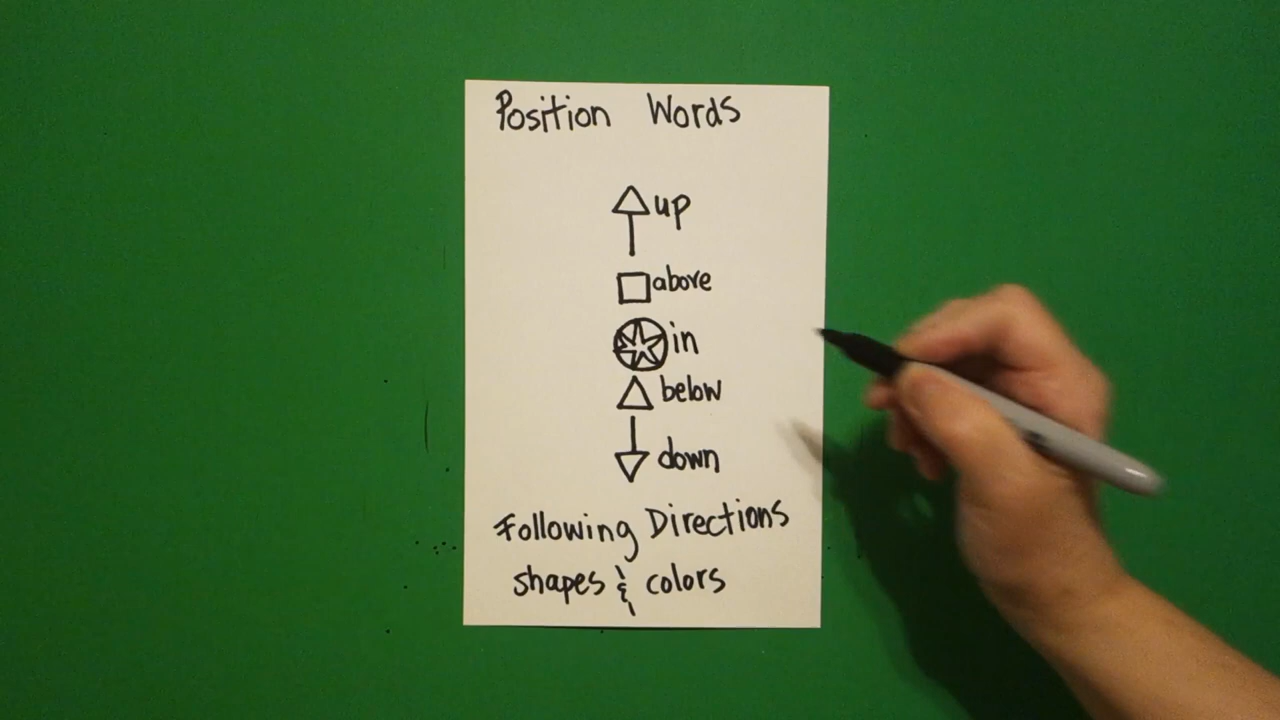 Position Words
up
above
in
below
down
Following Directions
shapes & colors